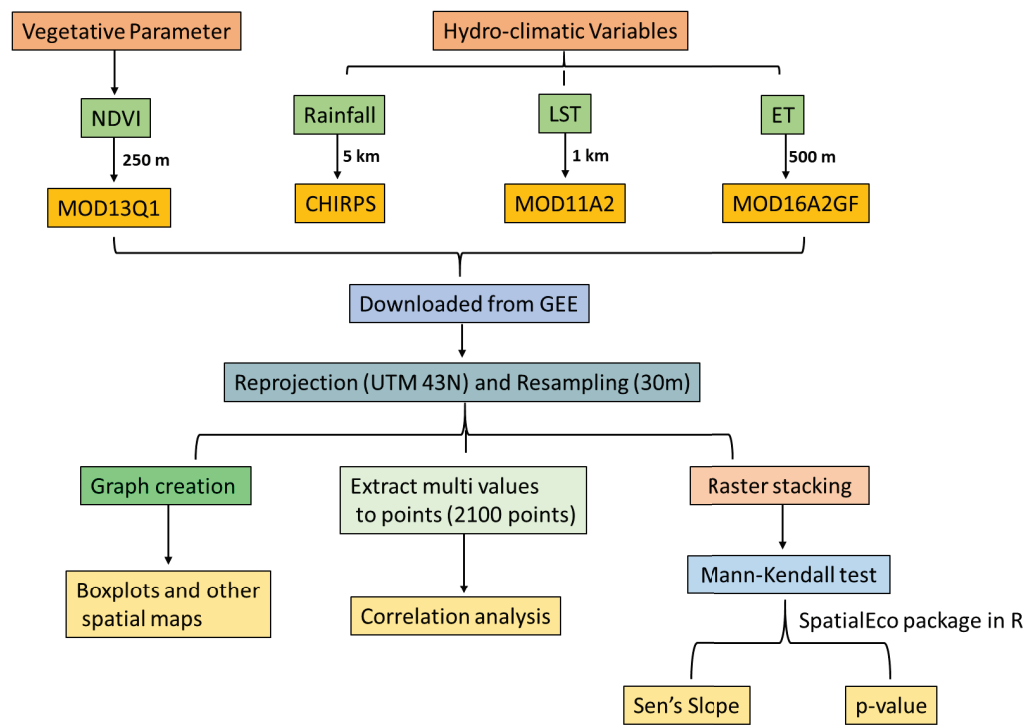 Vegetative Parameter
Hydro-climatic Variables
NDVI
Rainfall
LST
ET
250 m
5 km
1 km
500 m
MOD13Q1
CHIRPS
MOD11A2
MOD16A2GF
Downloaded from GEE
Reprojection (UTM 43N) and Resampling (30m)
Graph creation
Extract multi values
to points (2100 points)
Raster stacking
Mann-Kendall test
Boxplots and other
spatial maps
Correlation analysis
SpatialEco package in R
Sen's Slope
p-value